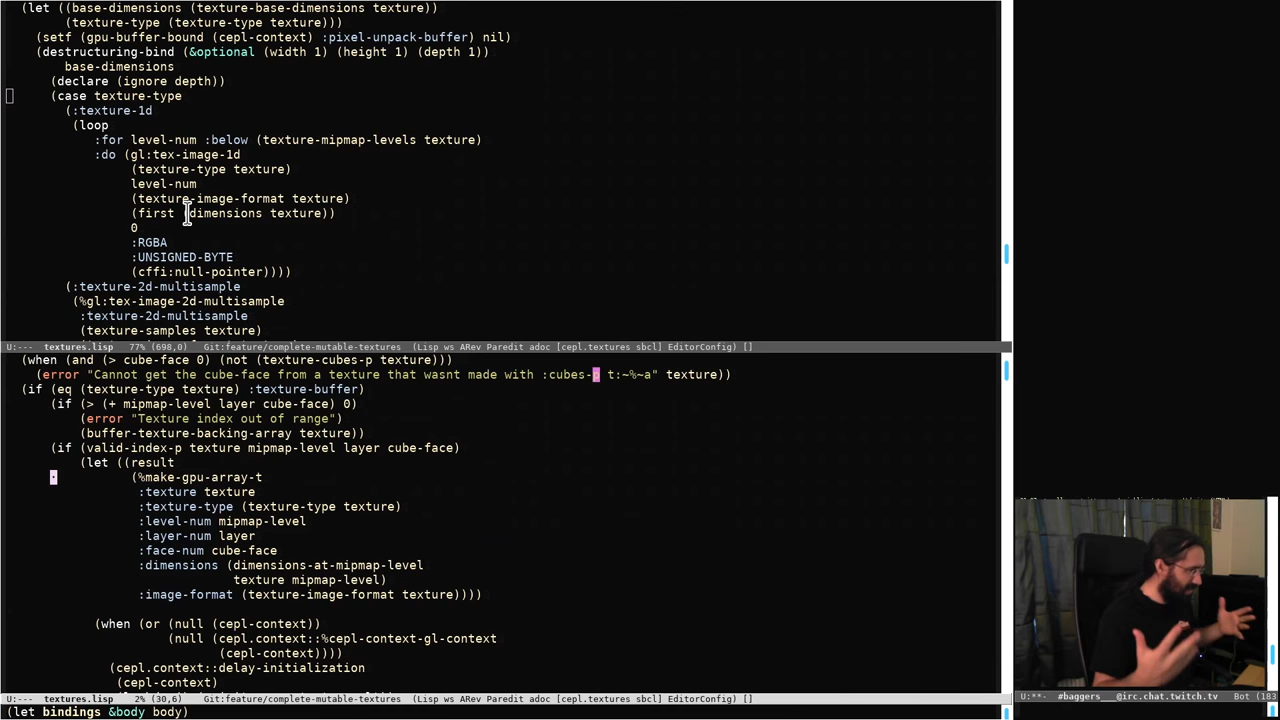 (let ((base-dimensions (texture-base-dimensions texture))
(texture-type (texture-type texture)))
(setf (gpu-buffer-bound (cepl-context) :pixel-unpack-buffer) nil)
(destructuring-bind (&optional (width 1) (height 1) (depth 1))
base-dimensions
(declare (ignore depth))
(case texture-type
(:texture-1d
(loop
:for level-num :below (texture-mipmap-levels texture)
:do (gl:tex-image-1d
(texture-type texture)
level-num
(texture-image-format texture)
(first (dimensions texture))
0
:RGBA
:UNSIGNED-BYTE
(cffi:null-pointer))))
(:texture-2d-multisample
(%gl:tex-image-2d-multisample
:texture-2d-multisample
(texture-samples texture)
U:--- textures.lisp 77% (698,0) Git:feature/complete-mutable-textures (Lisp ws ARev Paredit adoc [cepl.textures sbcl] EditorConfig) []
(when (and (> cube-face 0) (not (texture-cubes-p texture)))
(error "Cannot get the cube-face from a texture that wasnt made with :cubes-p t:~%~a" texture))
(if (eq (texture-type texture) :texture-buffer)
(if (> (+ mipmap-level layer cube-face) 0)
(error "Texture index out of range")
(buffer-texture-backing-array texture))
(if (valid-index-p texture mipmap-level layer cube-face)
(let ((result
(%make-gpu-array-t
:texture texture
:texture-type (texture-type texture)
:level-num mipmap-level
:layer-num layer
:face-num cube-face
:dimensions (dimensions-at-mipmap-level
texture mipmap-level)
:image-format (texture-image-format texture))))
(when (or (null (cepl-context))
(null (cepl.context::%cepl-context-gl-context
(cepl-context))))
(cepl.context::delay-initialization
(cepl-context)
U:--- textures.lisp 2% (30,6) Git:feature/complete-mutable-textures (Lisp ws ARev Paredit adoc [cepl.textures sbcl] EditorConfig) []
U:**- #baggers___@irc.chat.twitch.tv Bot (183
(let bindings &body body)